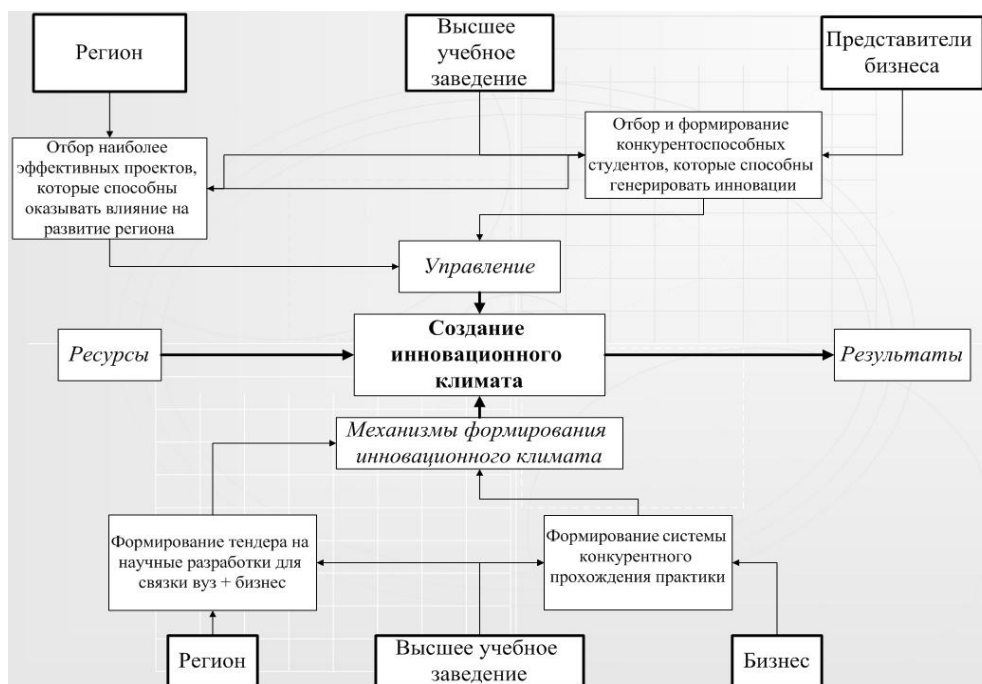 Регион
Высшее
учебное
заведение
Представители
бизнеса
Отбор наиболее
эффективных проектов,
которые способны
оказывать влияние на
развитие региона
Отбор и формирование
конкурентоспособных
студентов, которые способны
генерировать инновации
Управление
Ресурсы
Создание
инновационного
климата
Результаты
Механизмы формирования
инновационного климата
Формирование тендера на
научные разработки для
связки вуз + бизнес
Формирование системы
конкурентного
прохождения практики
Регион
Высшее учебное
заведение
Бизнес